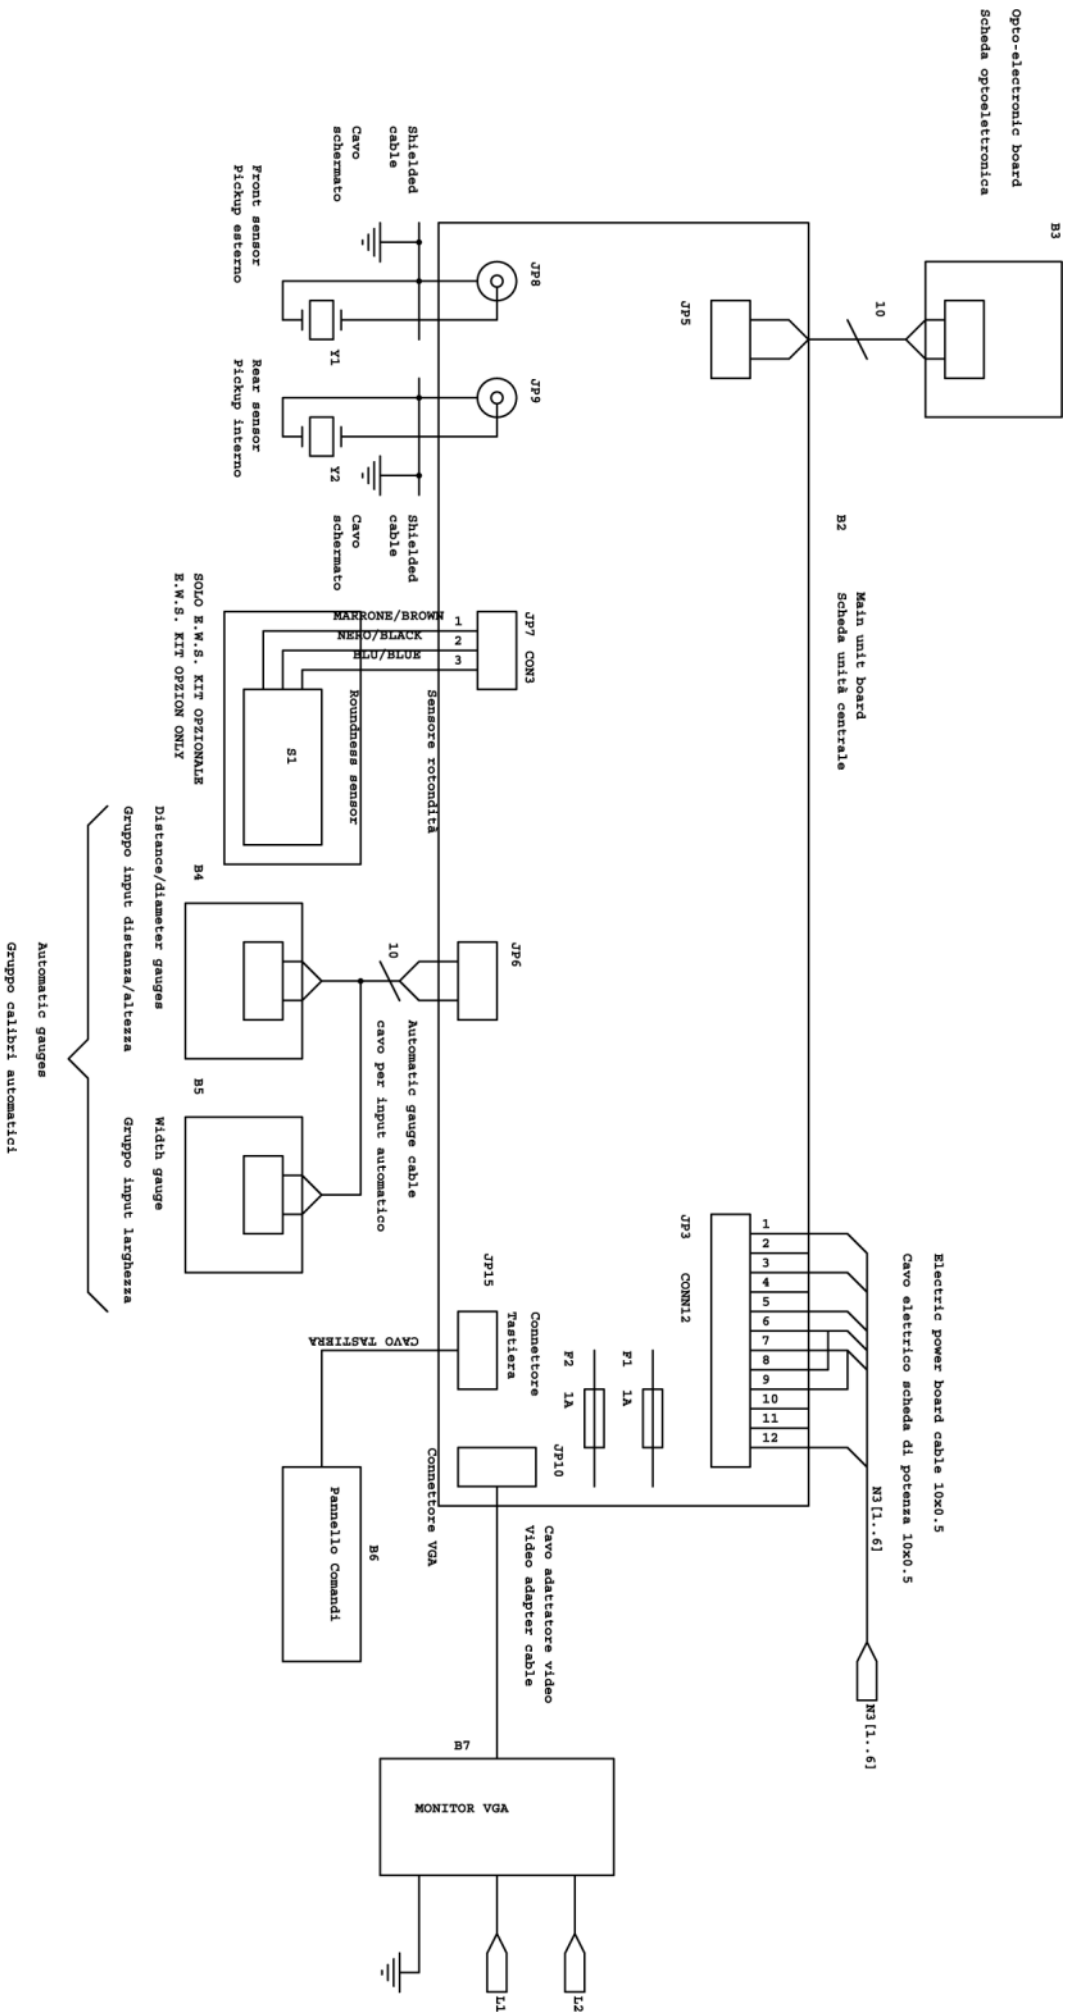 Opto-electronic board
Scheda optoelettronica
B3
10
JP5
Shielded
cable
Cavo
schermato
JP8
Y1
Front sensor
Pickup esterno
JP9
Y2
Rear sensor
Pickup interno
Shielded
cable
Cavo
schermato
B2
Main unit board
Scheda unità centrale
JP7 CON3
MARRONE/BROWN 1
NERO/BLACK 2
BLU/BLUE 3
Sensore rotondità
Roundness sensor
S1
SOLO E.W.S. KIT OPZIONALE
E.W.S. KIT OPZION ONLY
JP6
10
Automatic gauge cable
cavo per input automatico
B4
Distance/diameter gauges
Gruppo input distanza/altezza
B5
Width gauge
Gruppo input larghezza
Automatic gauges
Gruppo calibri automatici
JP3 CONN12
1
2
3
4
5
6
7
8
9
10
11
12
Electric power board cable 10x0.5
Cavo elettrico scheda di potenza 10x0.5
N3[1..6]
N3[1..6]
F1 1A
F2 1A
JP15
Connettore
Tastiera
CAVO TASTIERA
JP10
Connettore VGA
B6
Pannello Comandi
Cavo adattatore video
Video adapter cable
B7
MONITOR VGA
L1
L2